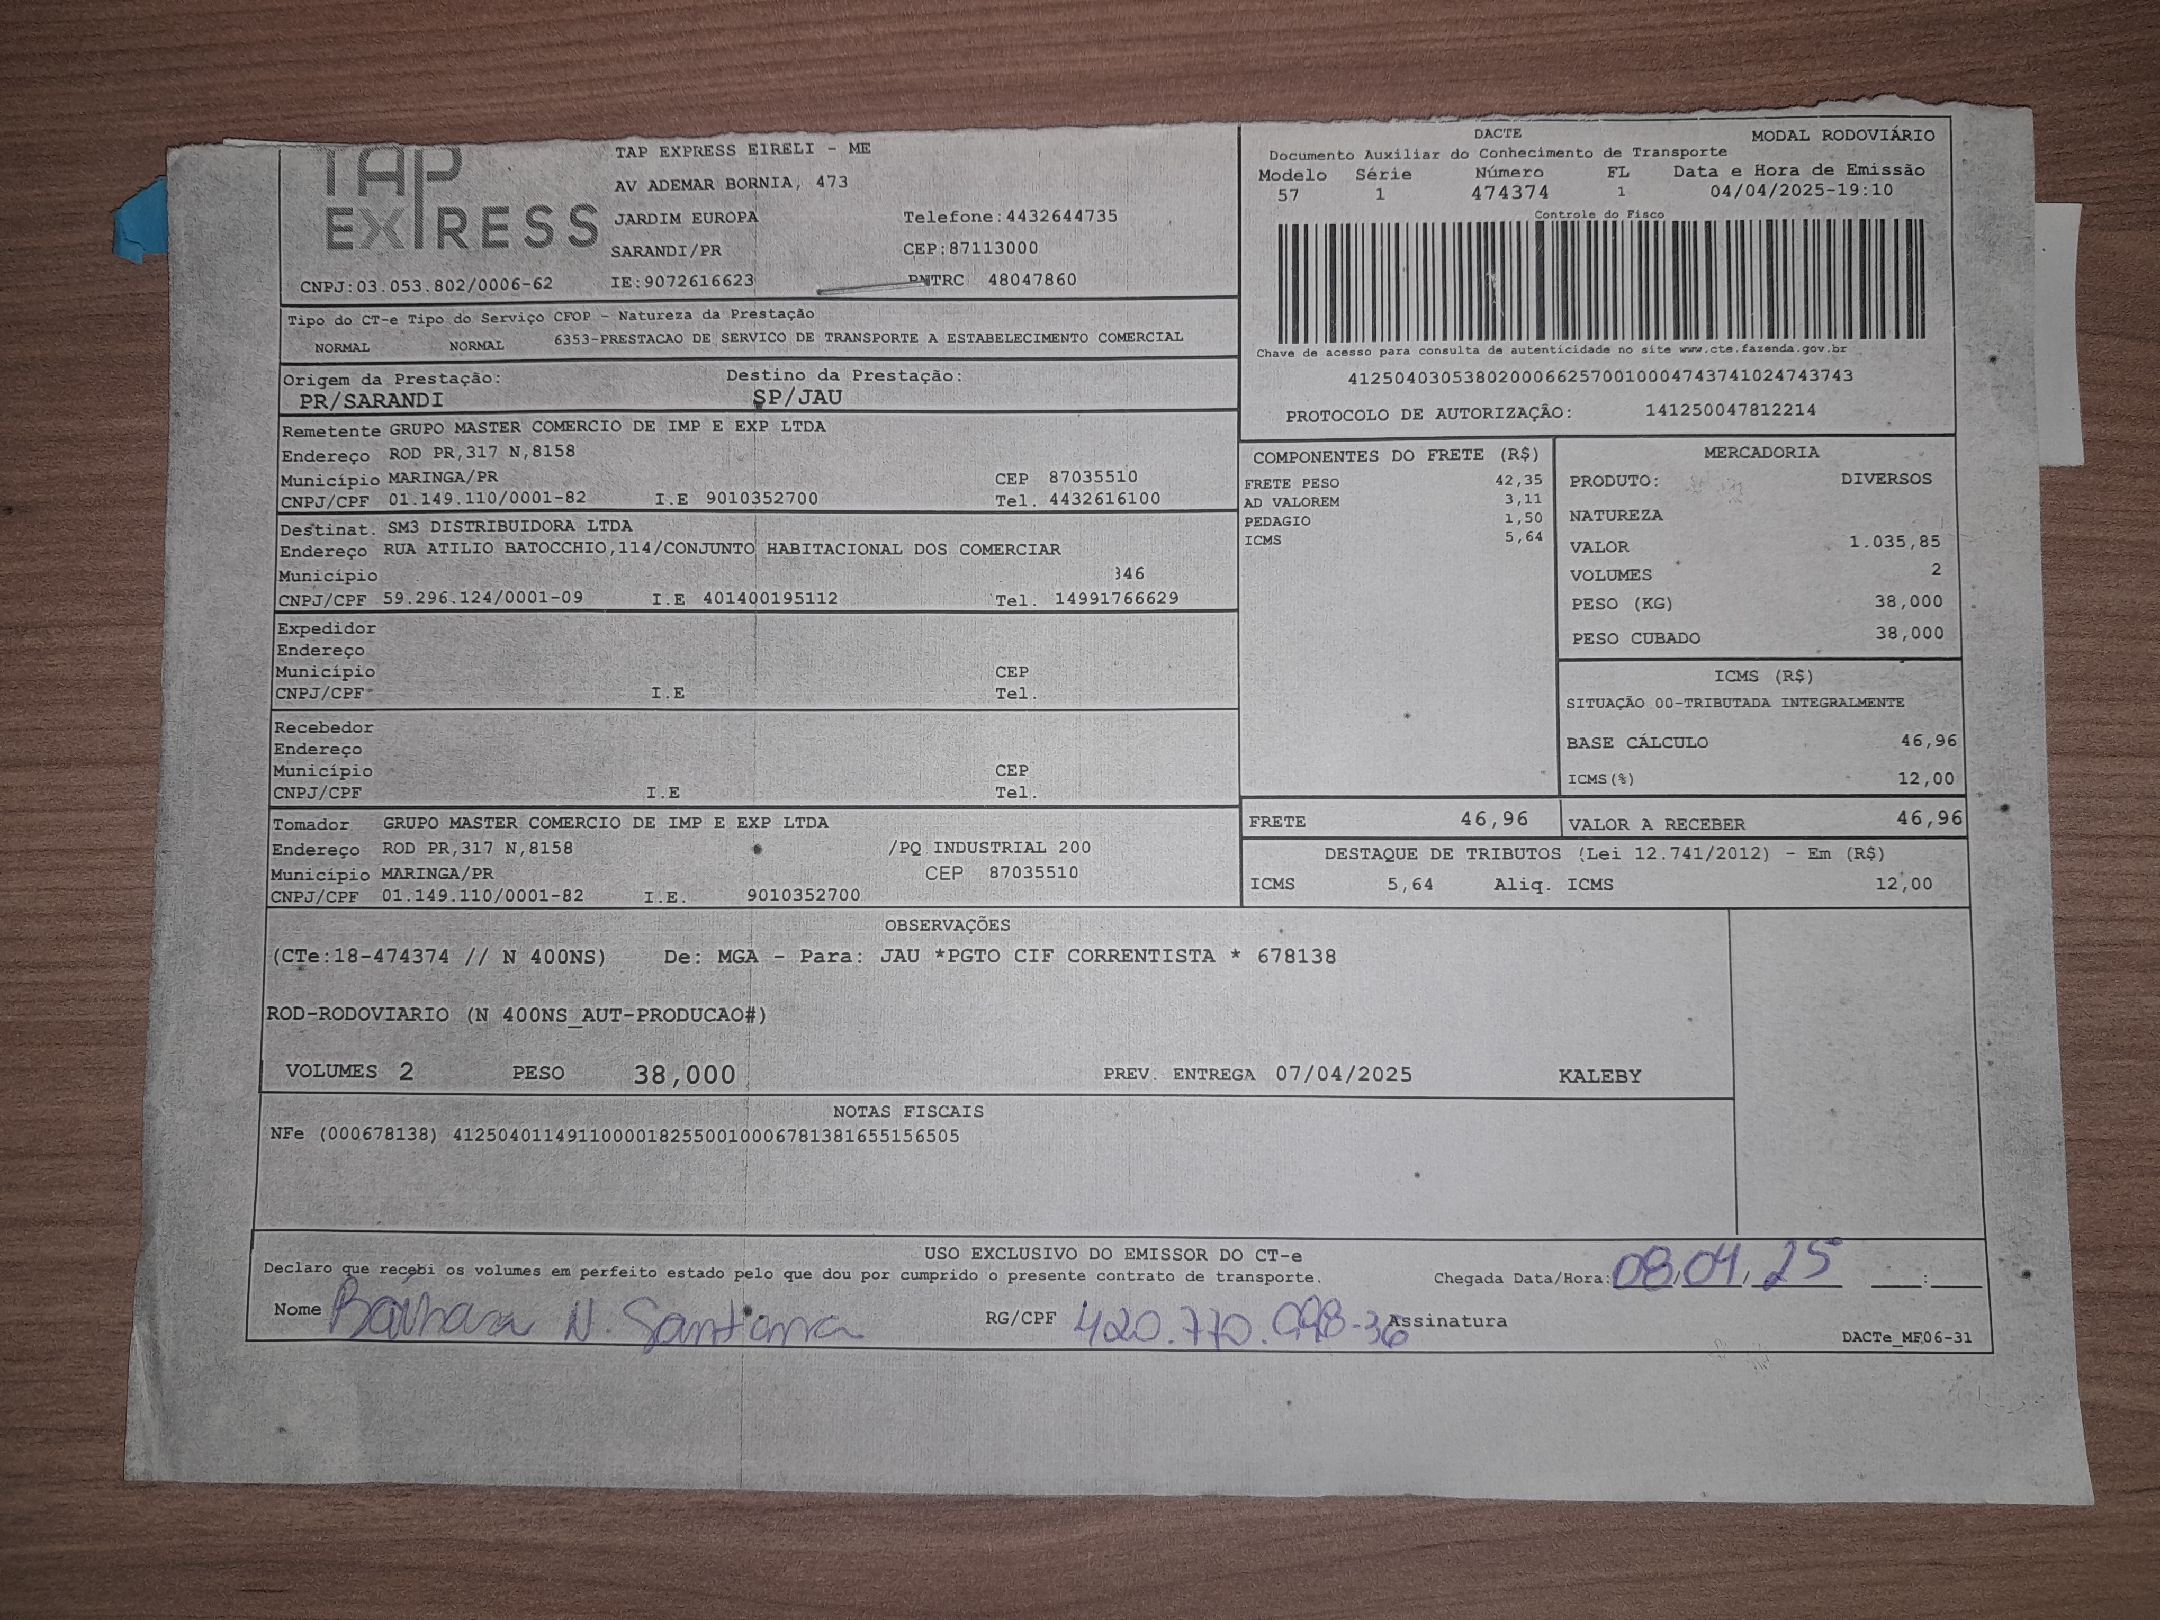 TAP
EXPRESS
CNPJ:03.053.802/0006-62
TAP EXPRESS EIRELI - ME
AV ADEMAR BORNIA, 473
JARDIM EUROPA Telefone:4432644735
SARANDI/PR CEP:87113000
IE:9072616623 RNTRC 48047860
DACTE MODAL RODOVIÁRIO
Documento Auxiliar do Conhecimento de Transporte
Modelo Série Número FL Data e Hora de Emissão
57 1 474374 1 04/04/2025-19:10
Controle do Fisco
Chave de acesso para consulta de autenticidade no site www.cte.fazenda.gov.br
41250403053802000662570010004743741024743743
PROTOCOLO DE AUTORIZAÇÃO: 141250047812214
Tipo do CT-e Tipo do Serviço CFOP - Natureza da Prestação
NORMAL NORMAL 6353-PRESTACAO DE SERVICO DE TRANSPORTE A ESTABELECIMENTO COMERCIAL
Origem da Prestação: Destino da Prestação:
PR/SARANDI SP/JAU
Remetente GRUPO MASTER COMERCIO DE IMP E EXP LTDA
Endereço ROD PR,317 N,8158
Município MARINGA/PR CEP 87035510
CNPJ/CPF 01.149.110/0001-82 I.E 9010352700 Tel. 4432616100
Destinat. SM3 DISTRIBUIDORA LTDA
Endereço RUA ATILIO BATOCCHIO,114/CONJUNTO HABITACIONAL DOS COMERCIAR
Município 346
CNPJ/CPF 59.296.124/0001-09 I.E 401400195112 Tel. 14991766629
Expedidor
Endereço
Município CEP
CNPJ/CPF I.E Tel.
Recebedor
Endereço
Município CEP
CNPJ/CPF I.E Tel.
Tomador GRUPO MASTER COMERCIO DE IMP E EXP LTDA
Endereço ROD PR,317 N,8158 /PQ INDUSTRIAL 200
Município MARINGA/PR CEP 87035510
CNPJ/CPF 01.149.110/0001-82 I.E. 9010352700
COMPONENTES DO FRETE (R$)
FRETE PESO 42,35
AD VALOREM 3,11
PEDAGIO 1,50
ICMS 5,64
MERCADORIA
PRODUTO: DIVERSOS
NATUREZA
VALOR 1.035,85
VOLUMES 2
PESO (KG) 38,000
PESO CUBADO 38,000
ICMS (R$)
SITUAÇÃO 00-TRIBUTADA INTEGRALMENTE
BASE CÁLCULO 46,96
ICMS(%) 12,00
FRETE 46,96 VALOR A RECEBER 46,96
DESTAQUE DE TRIBUTOS (Lei 12.741/2012) - Em (R$)
ICMS 5,64 Aliq. ICMS 12,00
OBSERVAÇÕES
(CTe:18-474374 // N 400NS) De: MGA - Para: JAU *PGTO CIF CORRENTISTA * 678138
ROD-RODOVIARIO (N 400NS_AUT-PRODUCAO#)
VOLUMES 2 PESO 38,000 PREV. ENTREGA 07/04/2025 KALEBY
NOTAS FISCAIS
NFe (000678138) 41250401149110000182550010006781381655156505
USO EXCLUSIVO DO EMISSOR DO CT-e
Declaro que recebi os volumes em perfeito estado pelo que dou por cumprido o presente contrato de transporte. Chegada Data/Hora: 08,04,25 :
Nome Bárbara N. Santana RG/CPF 420.770.998-36 Assinatura
DACTe_MF06-31